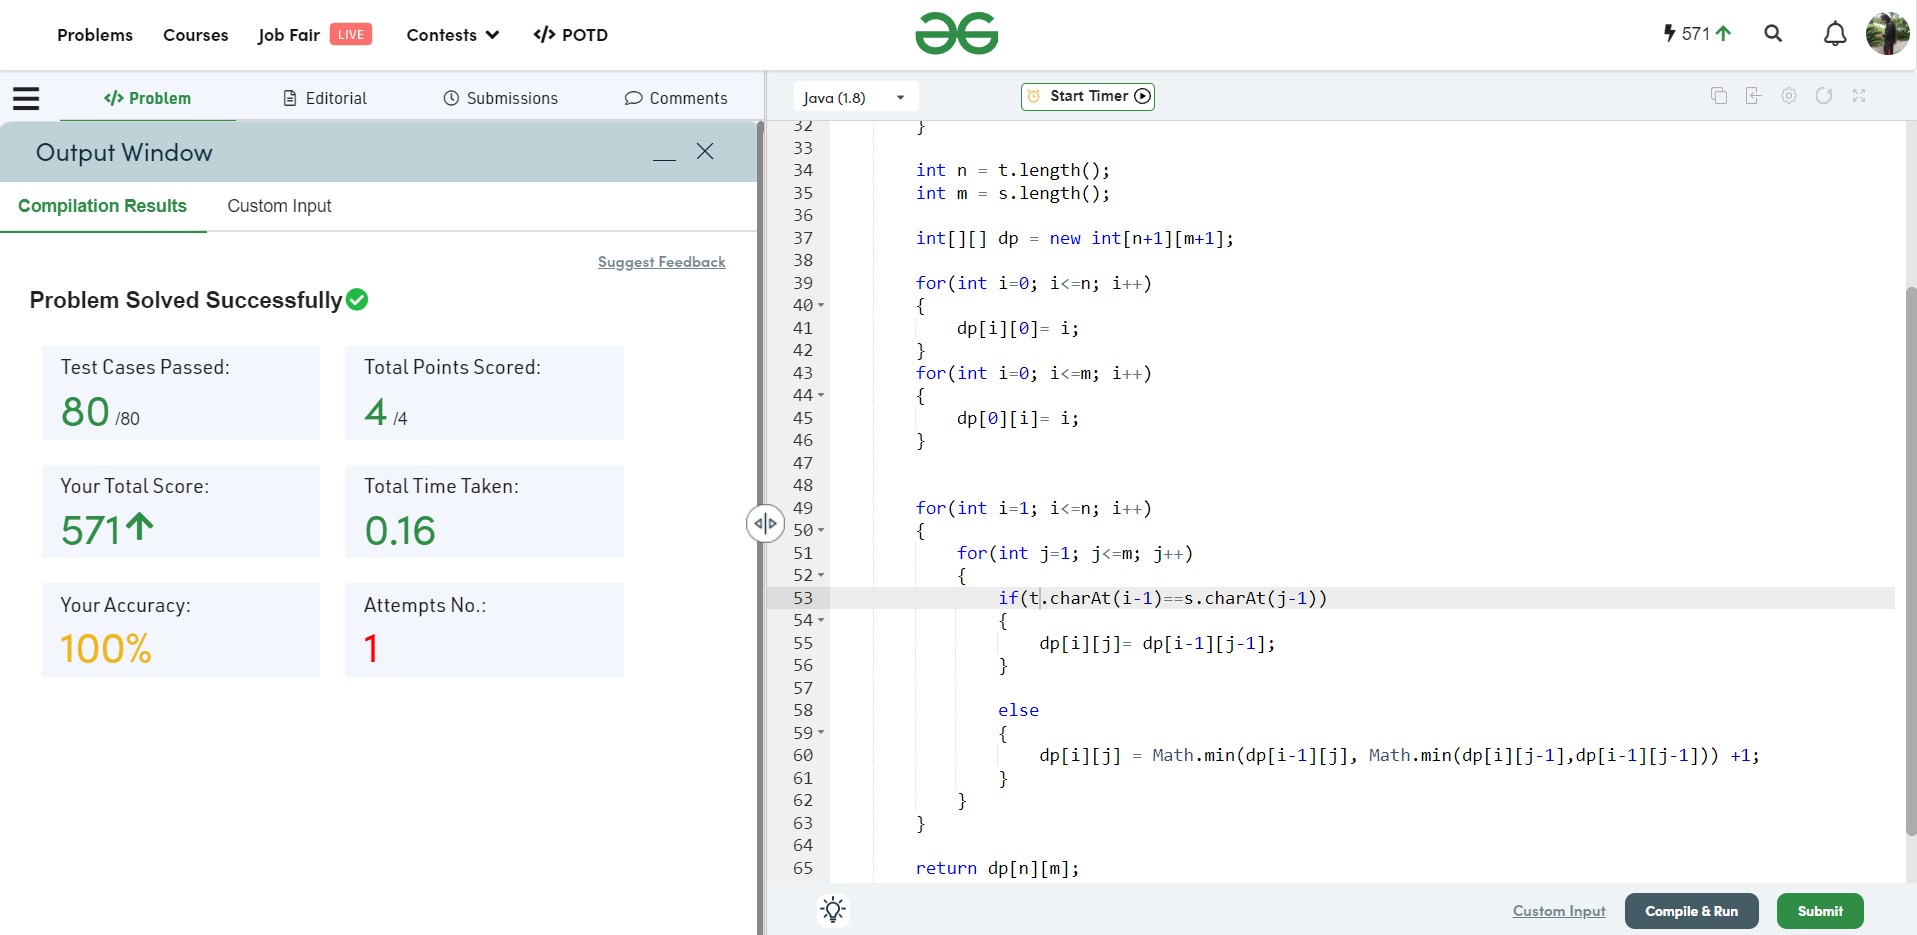 Problems Courses Job Fair LIVE Contests </> POTD
571
</> Problem Editorial Submissions Comments
Java (1.8) Start Timer
Output Window
Compilation Results Custom Input
Suggest Feedback
Problem Solved Successfully
Test Cases Passed: Total Points Scored:
80 /80 4 /4
Your Total Score: Total Time Taken:
571 0.16
Your Accuracy: Attempts No.:
100% 1
32 }
33
34 int n = t.length();
35 int m = s.length();
36
37 int[][] dp = new int[n+1][m+1];
38
39 for(int i=0; i<=n; i++)
40 {
41 dp[i][0]= i;
42 }
43 for(int i=0; i<=m; i++)
44 {
45 dp[0][i]= i;
46 }
47
48
49 for(int i=1; i<=n; i++)
50 {
51 for(int j=1; j<=m; j++)
52 {
53 if(t.charAt(i-1)==s.charAt(j-1))
54 {
55 dp[i][j]= dp[i-1][j-1];
56 }
57
58 else
59 {
60 dp[i][j] = Math.min(dp[i-1][j], Math.min(dp[i][j-1],dp[i-1][j-1])) +1;
61 }
62 }
63 }
64
65 return dp[n][m];
Custom Input Compile & Run Submit